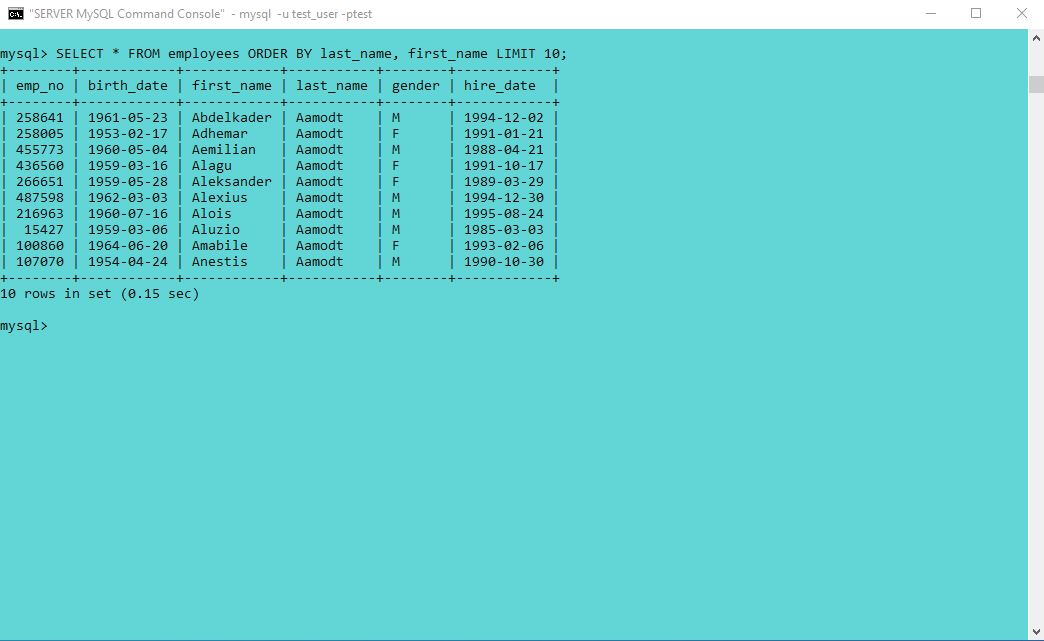 "SERVER MySQL Command Console" - mysql -u test_user -ptest
mysql> SELECT * FROM employees ORDER BY last_name, first_name LIMIT 10;
+--------+------------+------------+-----------+--------+------------+
| emp_no | birth_date | first_name | last_name | gender | hire_date  |
+--------+------------+------------+-----------+--------+------------+
| 258641 | 1961-05-23 | Abdelkader | Aamodt    | M      | 1994-12-02 |
| 258005 | 1953-02-17 | Adhemar    | Aamodt    | F      | 1991-01-21 |
| 455773 | 1960-05-04 | Aemilian   | Aamodt    | M      | 1988-04-21 |
| 436560 | 1959-03-16 | Alagu      | Aamodt    | F      | 1991-10-17 |
| 266651 | 1959-05-28 | Aleksander | Aamodt    | F      | 1989-03-29 |
| 487598 | 1962-03-03 | Alexius    | Aamodt    | M      | 1994-12-30 |
| 216963 | 1960-07-16 | Alois      | Aamodt    | M      | 1995-08-24 |
|  15427 | 1959-03-06 | Aluzio     | Aamodt    | M      | 1985-03-03 |
| 100860 | 1964-06-20 | Amabile    | Aamodt    | F      | 1993-02-06 |
| 107070 | 1954-04-24 | Anestis    | Aamodt    | M      | 1990-10-30 |
+--------+------------+------------+-----------+--------+------------+
10 rows in set (0.15 sec)
mysql>